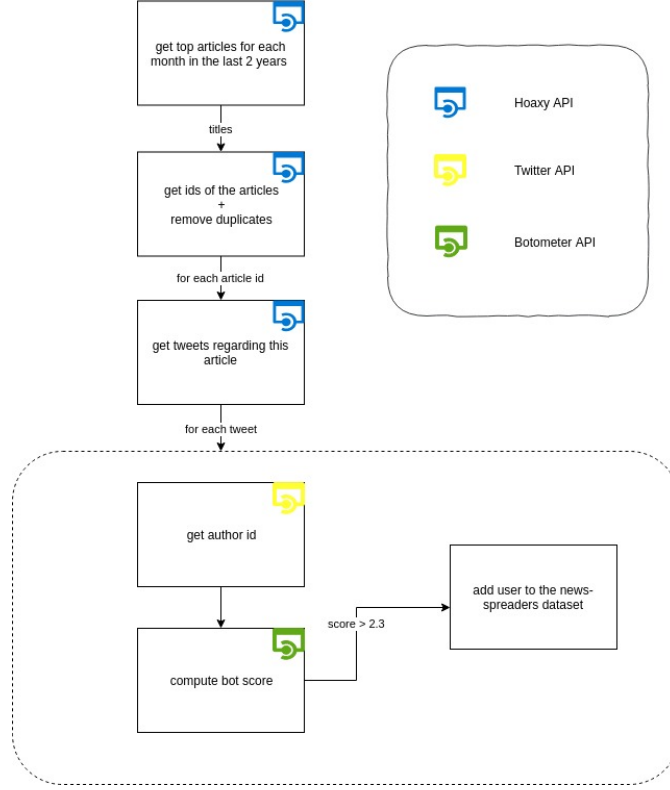 get top articles for each
month in the last 2 years
titles
get ids of the articles
+
remove duplicates
for each article id
get tweets regarding this
article
for each tweet
get author id
compute bot score
score > 2.3
add user to the news-
spreaders dataset
Hoaxy API
Twitter API
Botometer API